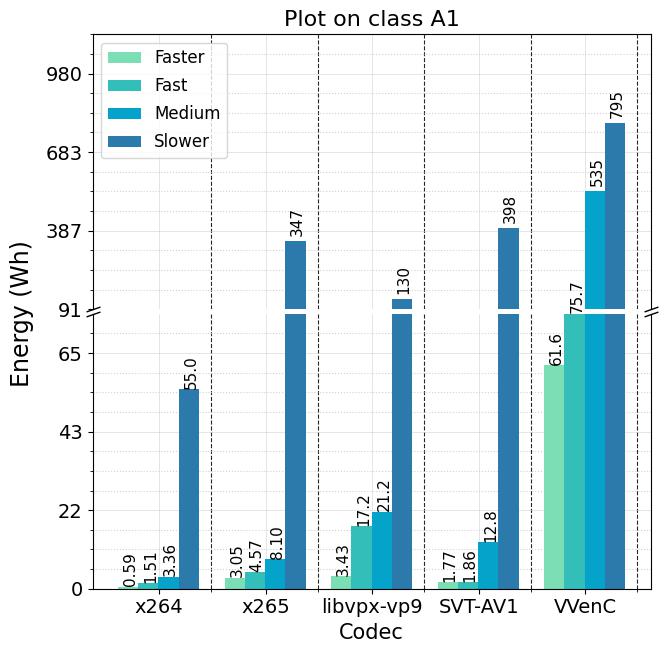 Plot on class A1
Faster
Fast
Medium
Slower
Energy (Wh)
980
683
387
91
65
43
22
0
0.59
1.51
3.36
55.0
3.05
4.57
8.10
347
3.43
17.2
21.2
130
1.77
1.86
12.8
398
61.6
75.7
535
795
x264
x265
libvpx-vp9
SVT-AV1
VVenC
Codec